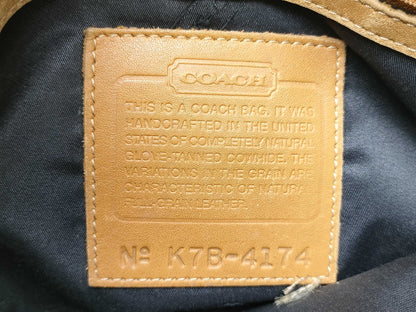 COACH
THIS IS A COACH BAG. IT WAS
HANDCRAFTED IN THE UNITED
STATES OF COMPLETELY NATURAL
GLOVE-TANNED COWHIDE. THE
VARIATIONS IN THE GRAIN ARE
CHARACTERISTIC OF NATURAL
FULL-GRAIN LEATHER.
Nº K7B-4174